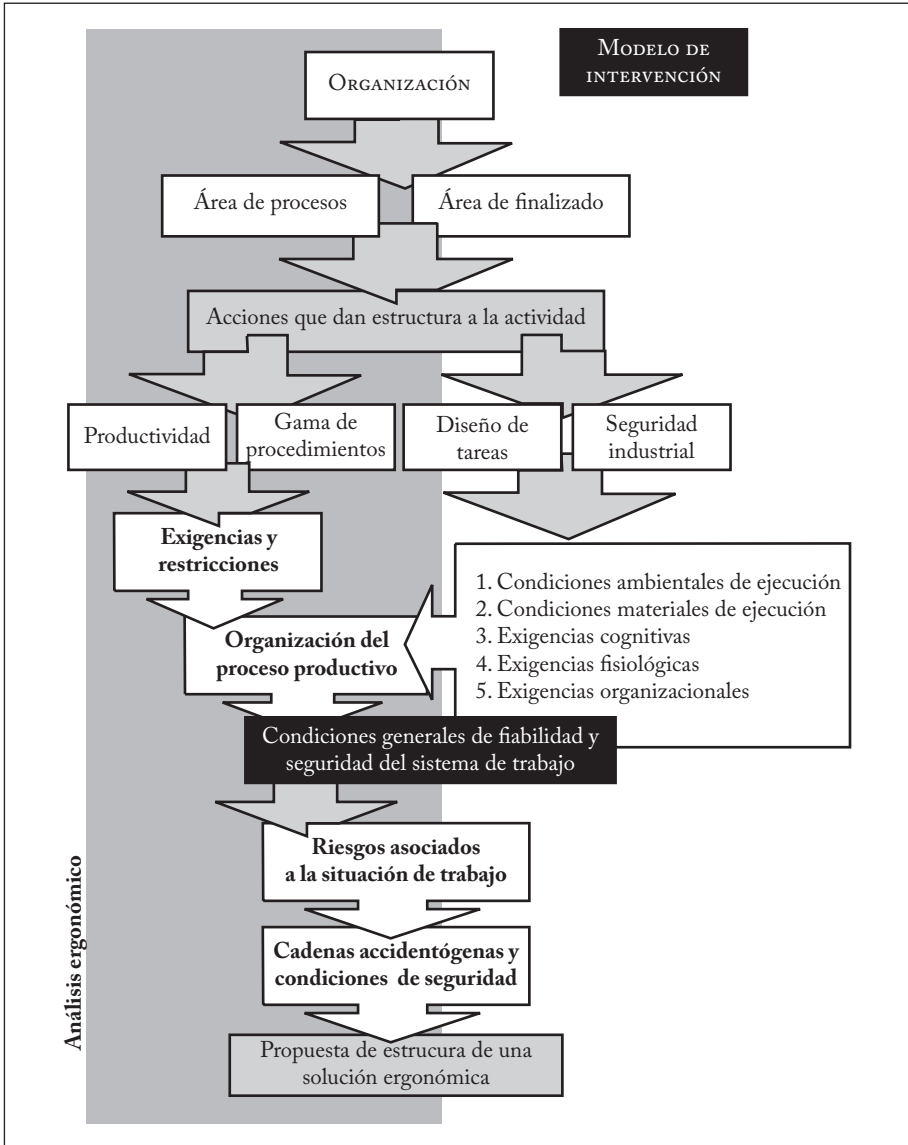 MODELO DE
INTERVENCIÓN
ORGANIZACIÓN
Área de procesos
Área de finalizado
Acciones que dan estructura a la actividad
Productividad
Gama de
procedimientos
Diseño de
tareas
Seguridad
industrial
Exigencias y
restricciones
1. Condiciones ambientales de ejecución
2. Condiciones materiales de ejecución
3. Exigencias cognitivas
4. Exigencias fisiológicas
5. Exigencias organizacionales
Organización del
proceso productivo
Condiciones generales de fiabilidad y
seguridad del sistema de trabajo
Riesgos asociados
a la situación de trabajo
Cadenas accidentógenas y
condiciones de seguridad
Propuesta de estrucura de una
solución ergonómica
Análisis ergonómico